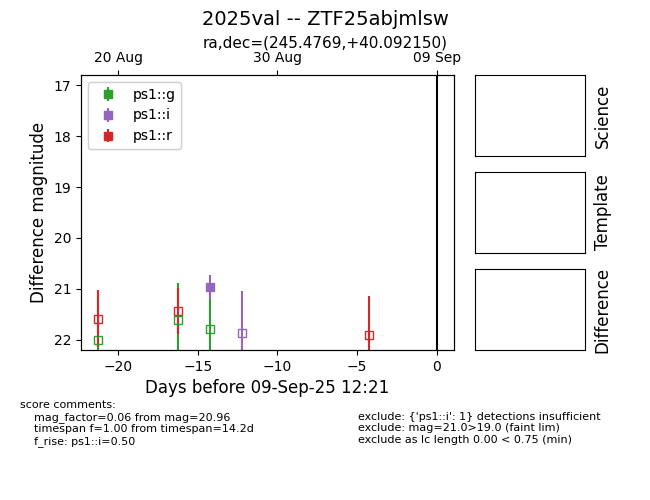 2025val -- ZTF25abjmlsw
ra,dec=(245.4769,+40.092150)
20 Aug 30 Aug 09 Sep
ps1::g
ps1::i
ps1::r
17
18
19
20
21
22
Difference magnitude
−20 −15 −10 −5 0
Days before 09-Sep-25 12:21
Science
Template
Difference
score comments:
mag_factor=0.06 from mag=20.96
timespan f=1.00 from timespan=14.2d
f_rise: ps1::i=0.50
exclude: {'ps1::i': 1} detections insufficient
exclude: mag=21.0>19.0 (faint lim)
exclude as lc length 0.00 < 0.75 (min)